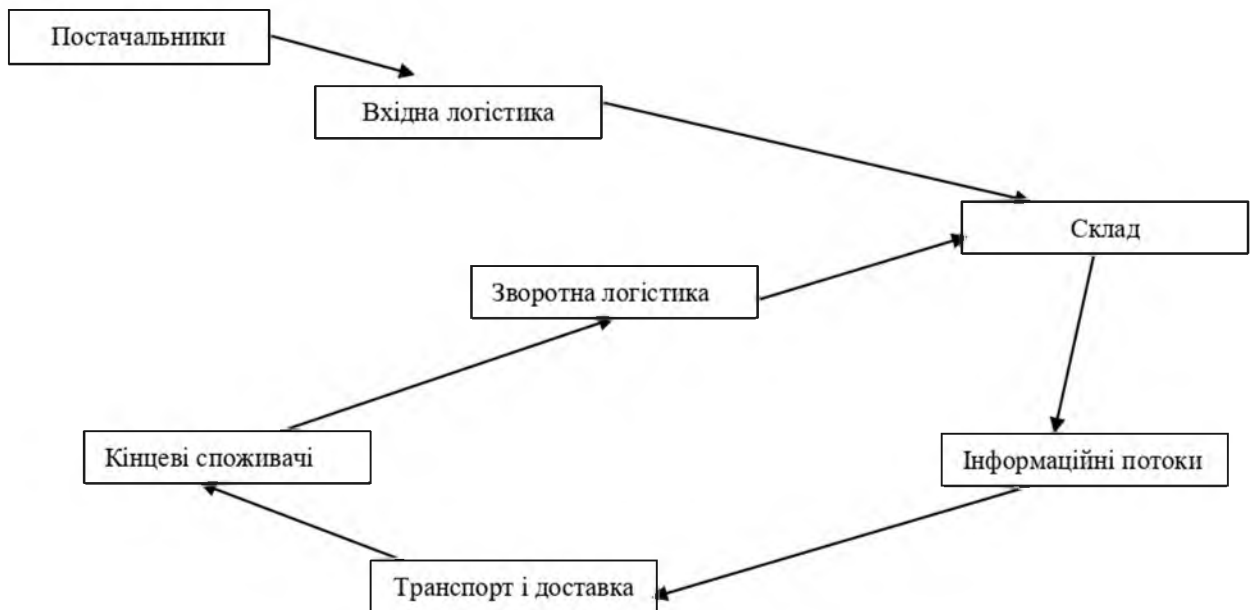 Постачальники
Вхідна логістика
Склад
Зворотна логістика
Кінцеві споживачі
Інформаційні потоки
Транспорт і доставка